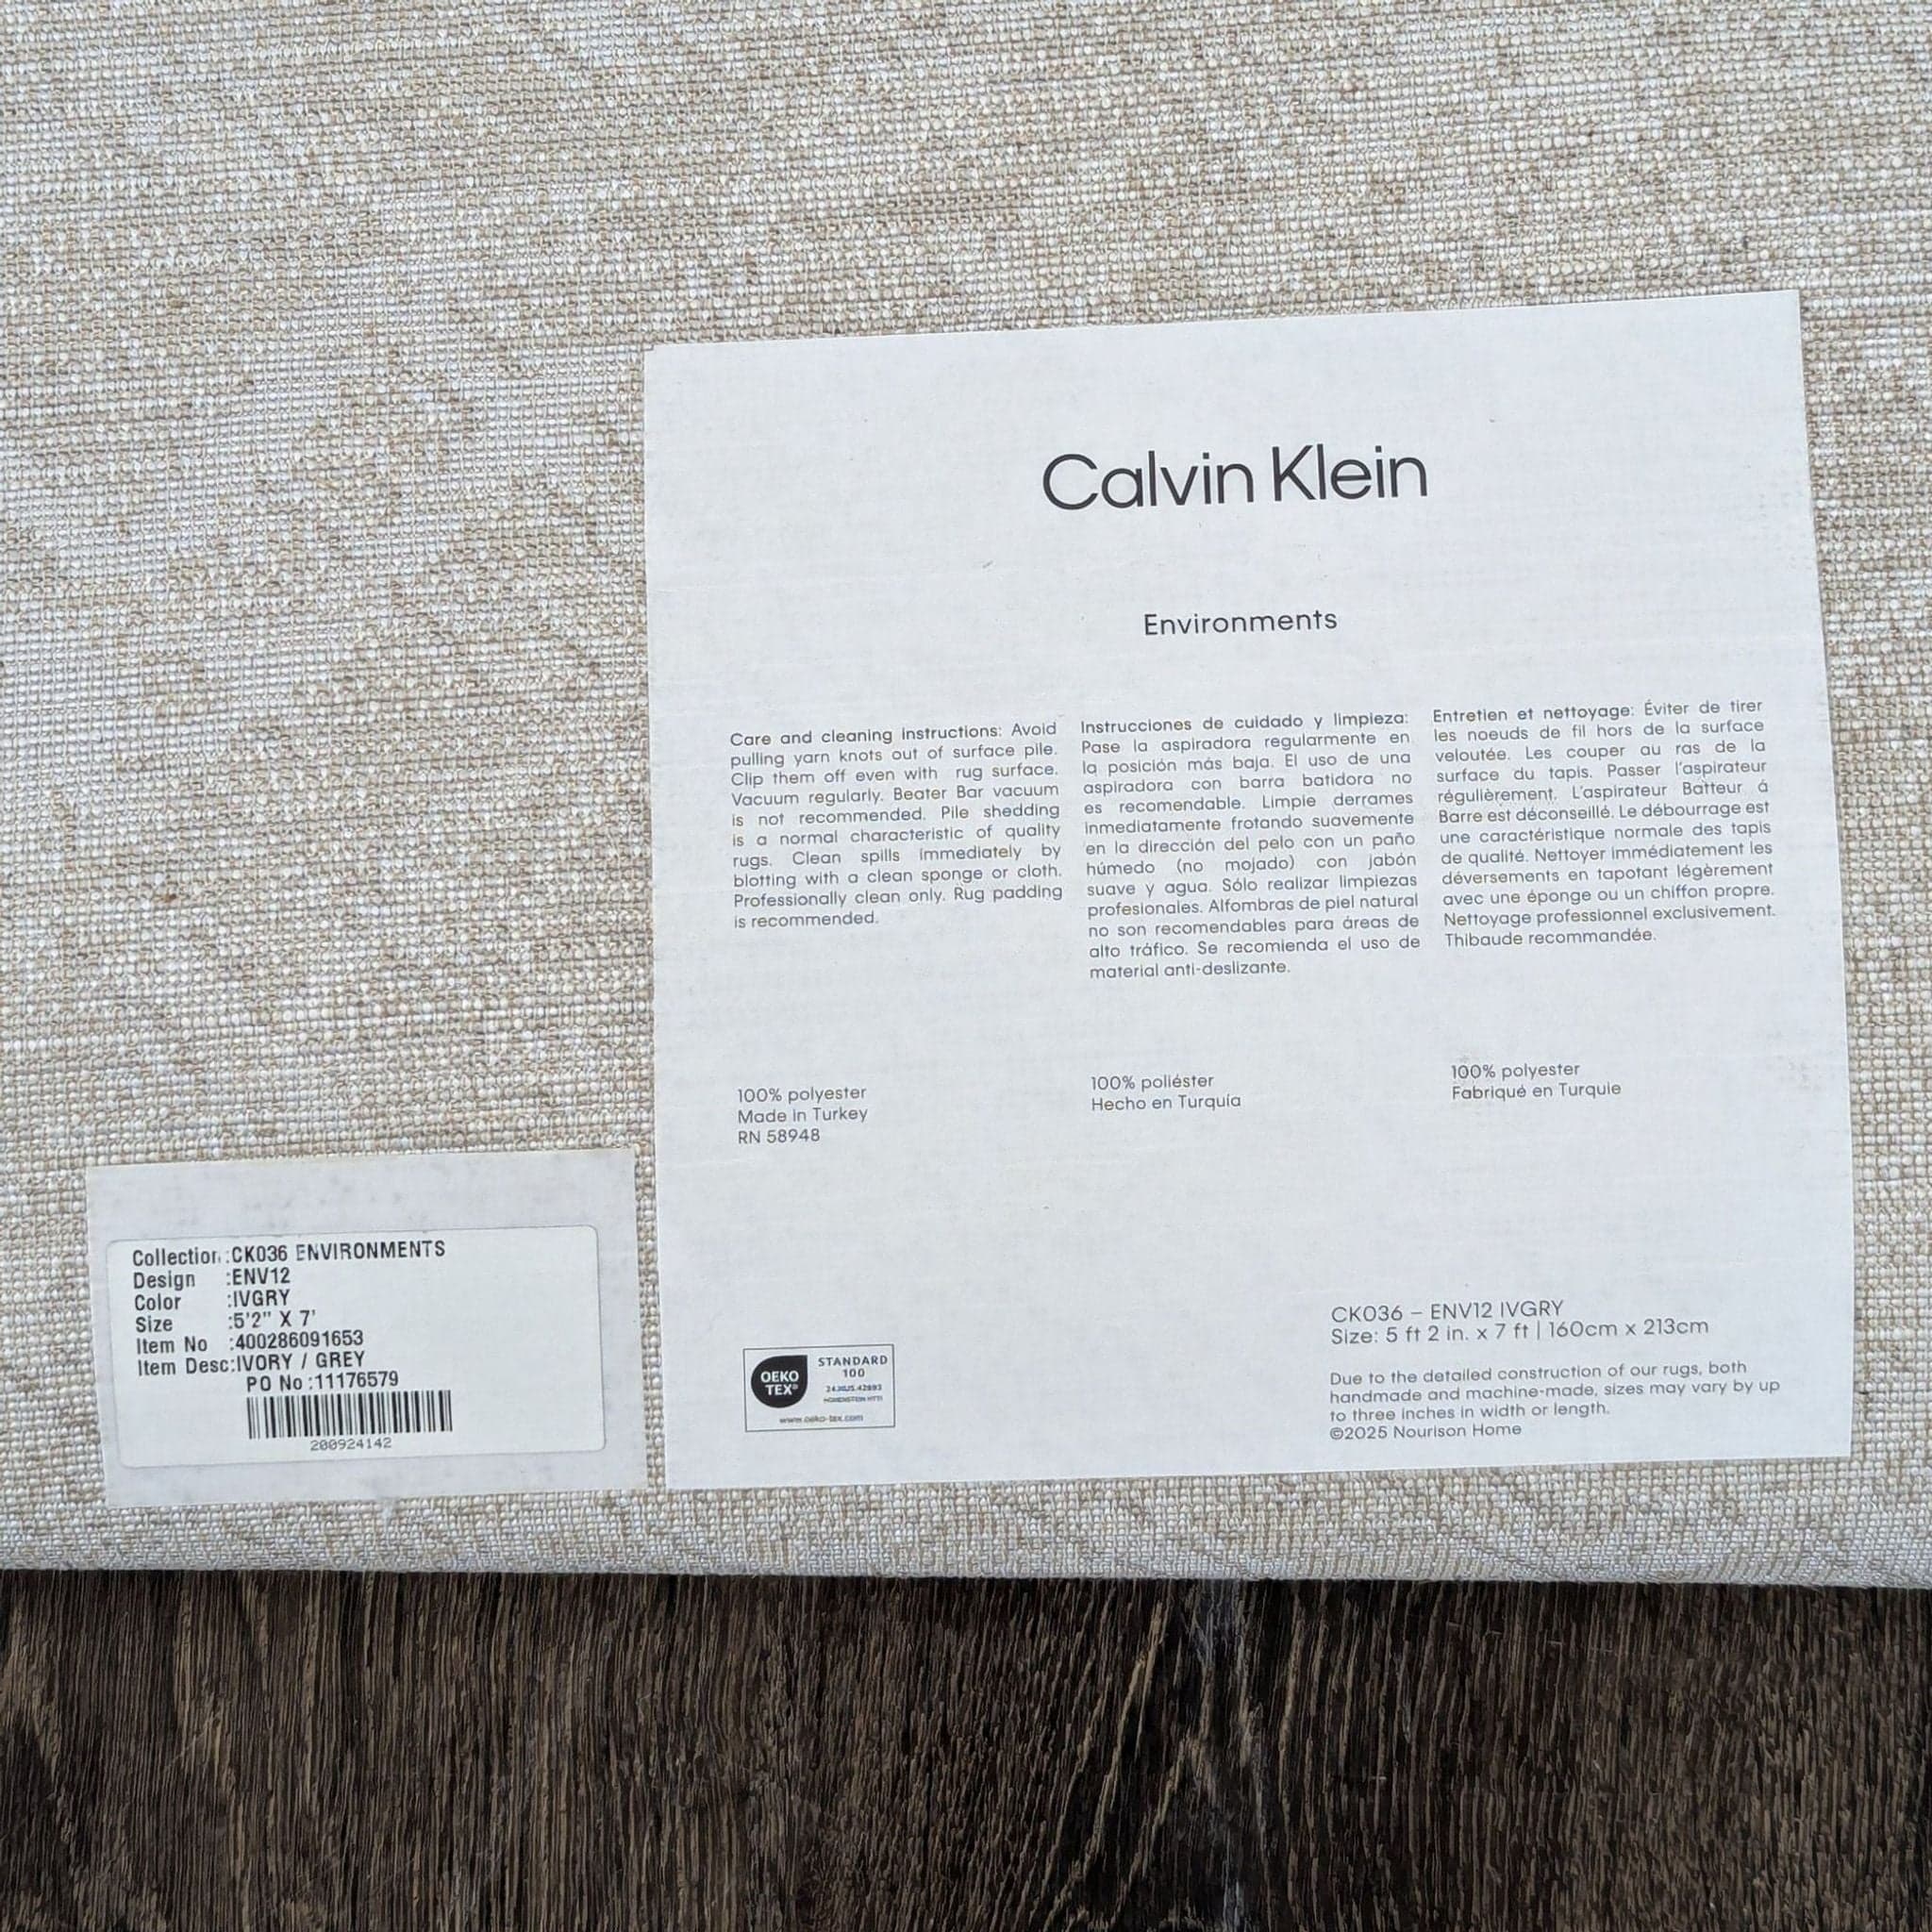 Calvin Klein
Environments
Care and cleaning instructions: Avoid
pulling yarn knots out of surface pile.
Clip them off even with rug surface.
Vacuum regularly. Beater Bar vacuum
is not recommended. Pile shedding
is a normal characteristic of quality
rugs. Clean spills immediately by
blotting with a clean sponge or cloth.
Professionally clean only. Rug padding
is recommended.
Instrucciones de cuidado y limpieza:
Pase la aspiradora regularmente en
la posición más baja. El uso de una
aspiradora con barra batidora no
es recomendable. Limpie derrames
inmediatamente frotando suavemente
en la dirección del pelo con un paño
húmedo (no mojado) con jabón
suave y agua. Sólo realizar limpiezas
profesionales. Alfombras de piel natural
no son recomendables para áreas de
alto tráfico. Se recomienda el uso de
material anti-deslizante.
Entretien et nettoyage: Éviter de tirer
les noeuds de fil hors de la surface
veloutée. Les couper au ras de la
surface du tapis. Passer l'aspirateur
régulièrement. L'aspirateur Batteur á
Barre est déconseillé. Le débourrage est
une caractéristique normale des tapis
de qualité. Nettoyer immédiatement les
déversements en tapotant légèrement
avec une éponge ou un chiffon propre.
Nettoyage professionnel exclusivement.
Thibaude recommandée.
100% polyester
Made in Turkey
RN 58948
100% poliéster
Hecho en Turquía
100% polyester
Fabriqué en Turquie
Collection :CK036 ENVIRONMENTS
Design :ENV12
Color :IVGRY
Size :5'2" X 7'
Item No :400286091653
Item Desc:IVORY / GREY
PO No :11176579
200924142
OEKO
TEX®
STANDARD
100
www.oeko-tex.com
CK036 – ENV12 IVGRY
Size: 5 ft 2 in. x 7 ft | 160cm x 213cm
Due to the detailed construction of our rugs, both
handmade and machine-made, sizes may vary by up
to three inches in width or length.
©2025 Nourison Home